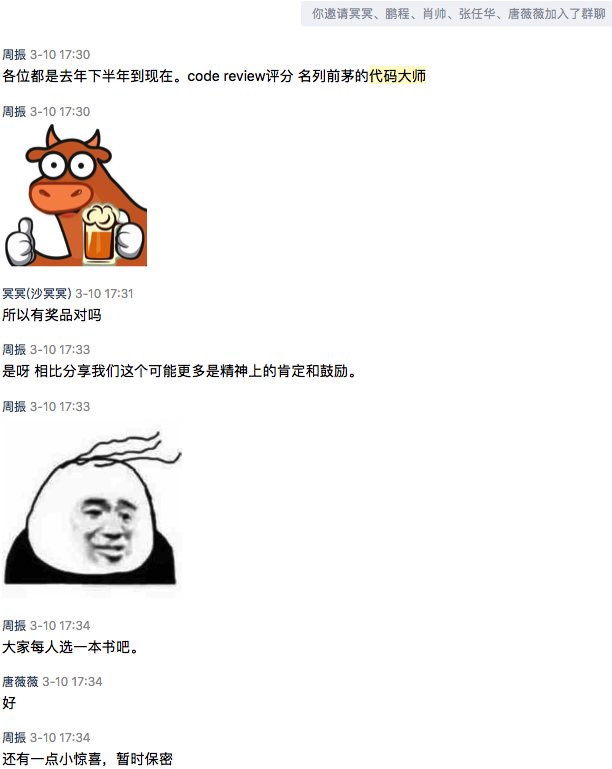 你邀请冥冥、鹏程、肖帅、张任华、唐薇薇加入了群聊
周振 3-10 17:30
各位都是去年下半年到现在。code review评分 名列前茅的代码大师
周振 3-10 17:30
冥冥(沙冥冥) 3-10 17:31
所以有奖品对吗
周振 3-10 17:33
是呀 相比分享我们这个可能更多是精神上的肯定和鼓励。
周振 3-10 17:33
周振 3-10 17:34
大家每人选一本书吧。
唐薇薇 3-10 17:34
好
周振 3-10 17:34
还有一点小惊喜，暂时保密